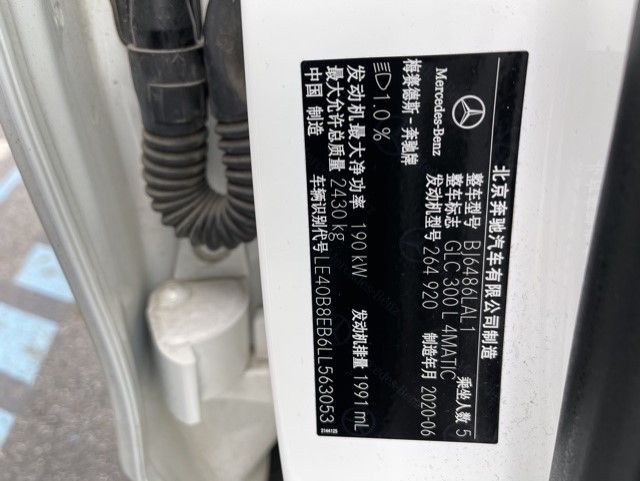 北京奔驰汽车有限公司制造
整车型号 BJ6486LAL1 乘坐人数 5
整车标志 GLC 300 L 4MATIC
发动机型号 264 920 制造年月 2020-06
Mercedes-Benz
梅赛德斯-奔驰牌
1.0 %
发动机最大净功率 190 kW 发动机排量 1991 mL
最大允许总质量 2430 kg
中国 制造 车辆识别代号 LE40B8EB6LL563053